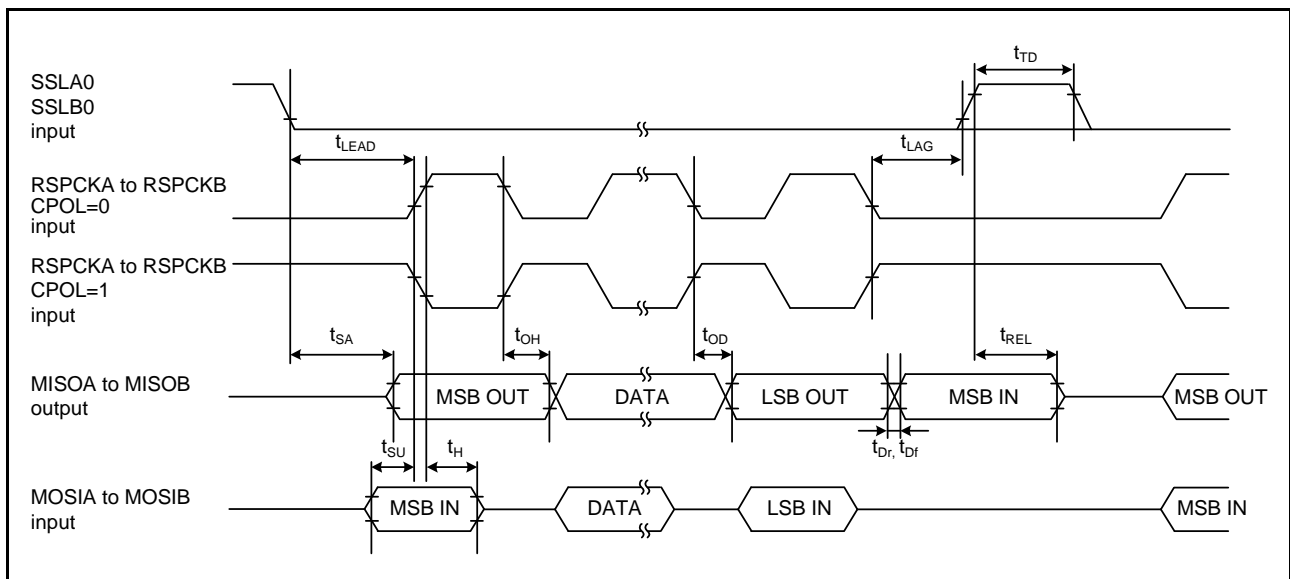 SSLA0
SSLB0
input
tTD
tLEAD
tLAG
RSPCKA to RSPCKB
CPOL=0
input
RSPCKA to RSPCKB
CPOL=1
input
tSA
tOH
tOD
tREL
MISOA to MISOB
output
MSB OUT
DATA
LSB OUT
MSB IN
MSB OUT
tSU
tH
tDr, tDf
MOSIA to MOSIB
input
MSB IN
DATA
LSB IN
MSB IN